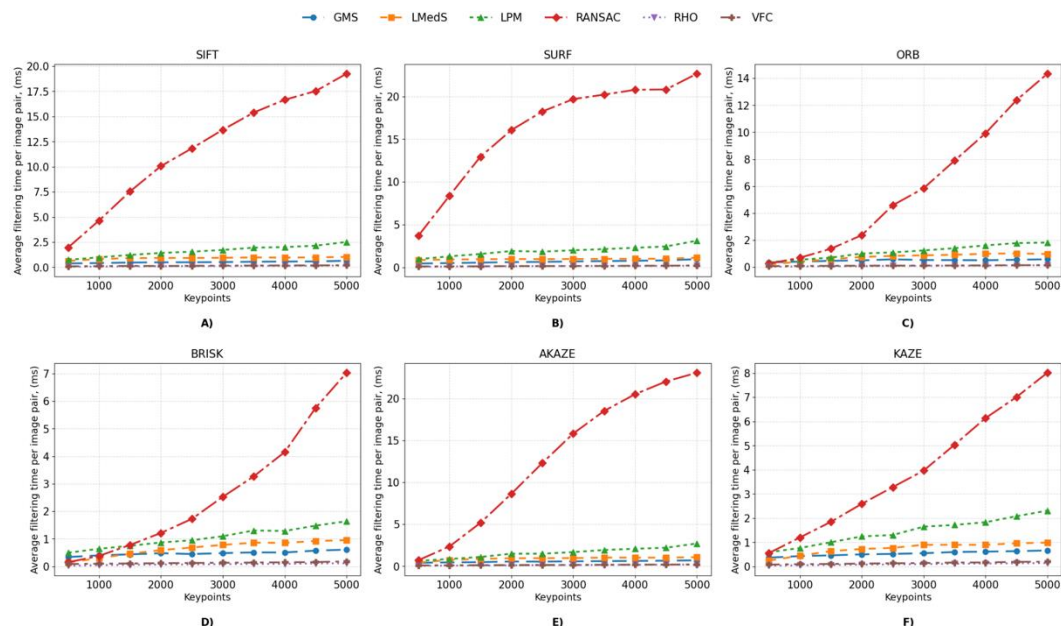 GMS LMedS LPM RANSAC RHO VFC
SIFT
Average filtering time per image pair, (ms)
20.0
17.5
15.0
12.5
10.0
7.5
5.0
2.5
0.0
1000 2000 3000 4000 5000
Keypoints
A)
SURF
Average filtering time per image pair, (ms)
20
15
10
5
0
1000 2000 3000 4000 5000
Keypoints
B)
ORB
Average filtering time per image pair, (ms)
14
12
10
8
6
4
2
0
1000 2000 3000 4000 5000
Keypoints
C)
BRISK
Average filtering time per image pair, (ms)
7
6
5
4
3
2
1
0
1000 2000 3000 4000 5000
Keypoints
D)
AKAZE
Average filtering time per image pair, (ms)
20
15
10
5
0
1000 2000 3000 4000 5000
Keypoints
E)
KAZE
Average filtering time per image pair, (ms)
8
7
6
5
4
3
2
1
0
1000 2000 3000 4000 5000
Keypoints
F)